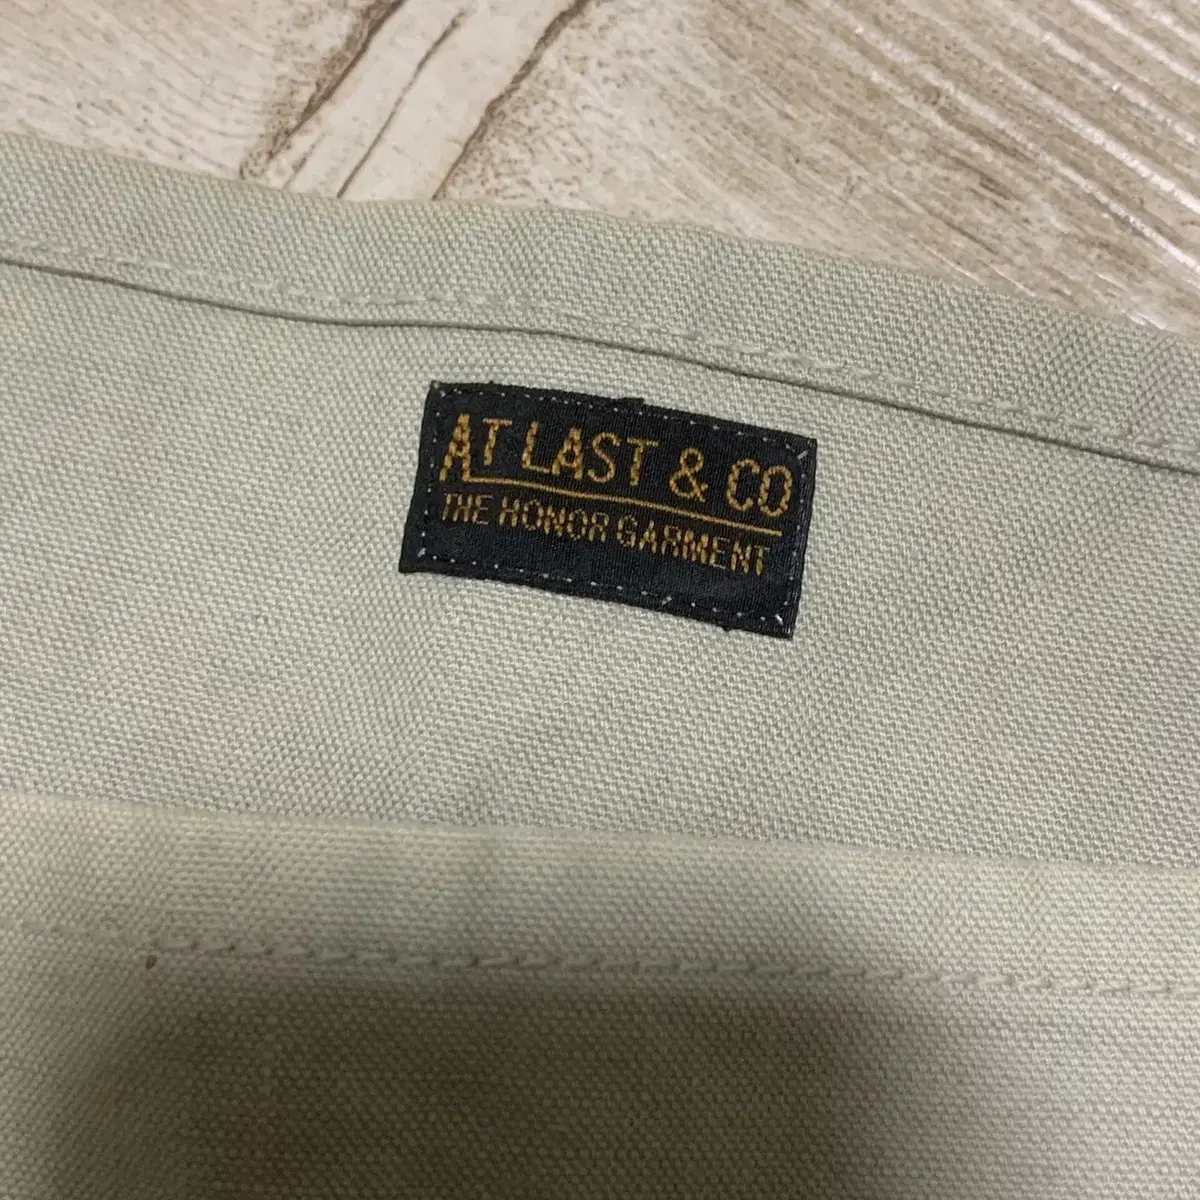 AT LAST & CO
THE HONOR GARMENT